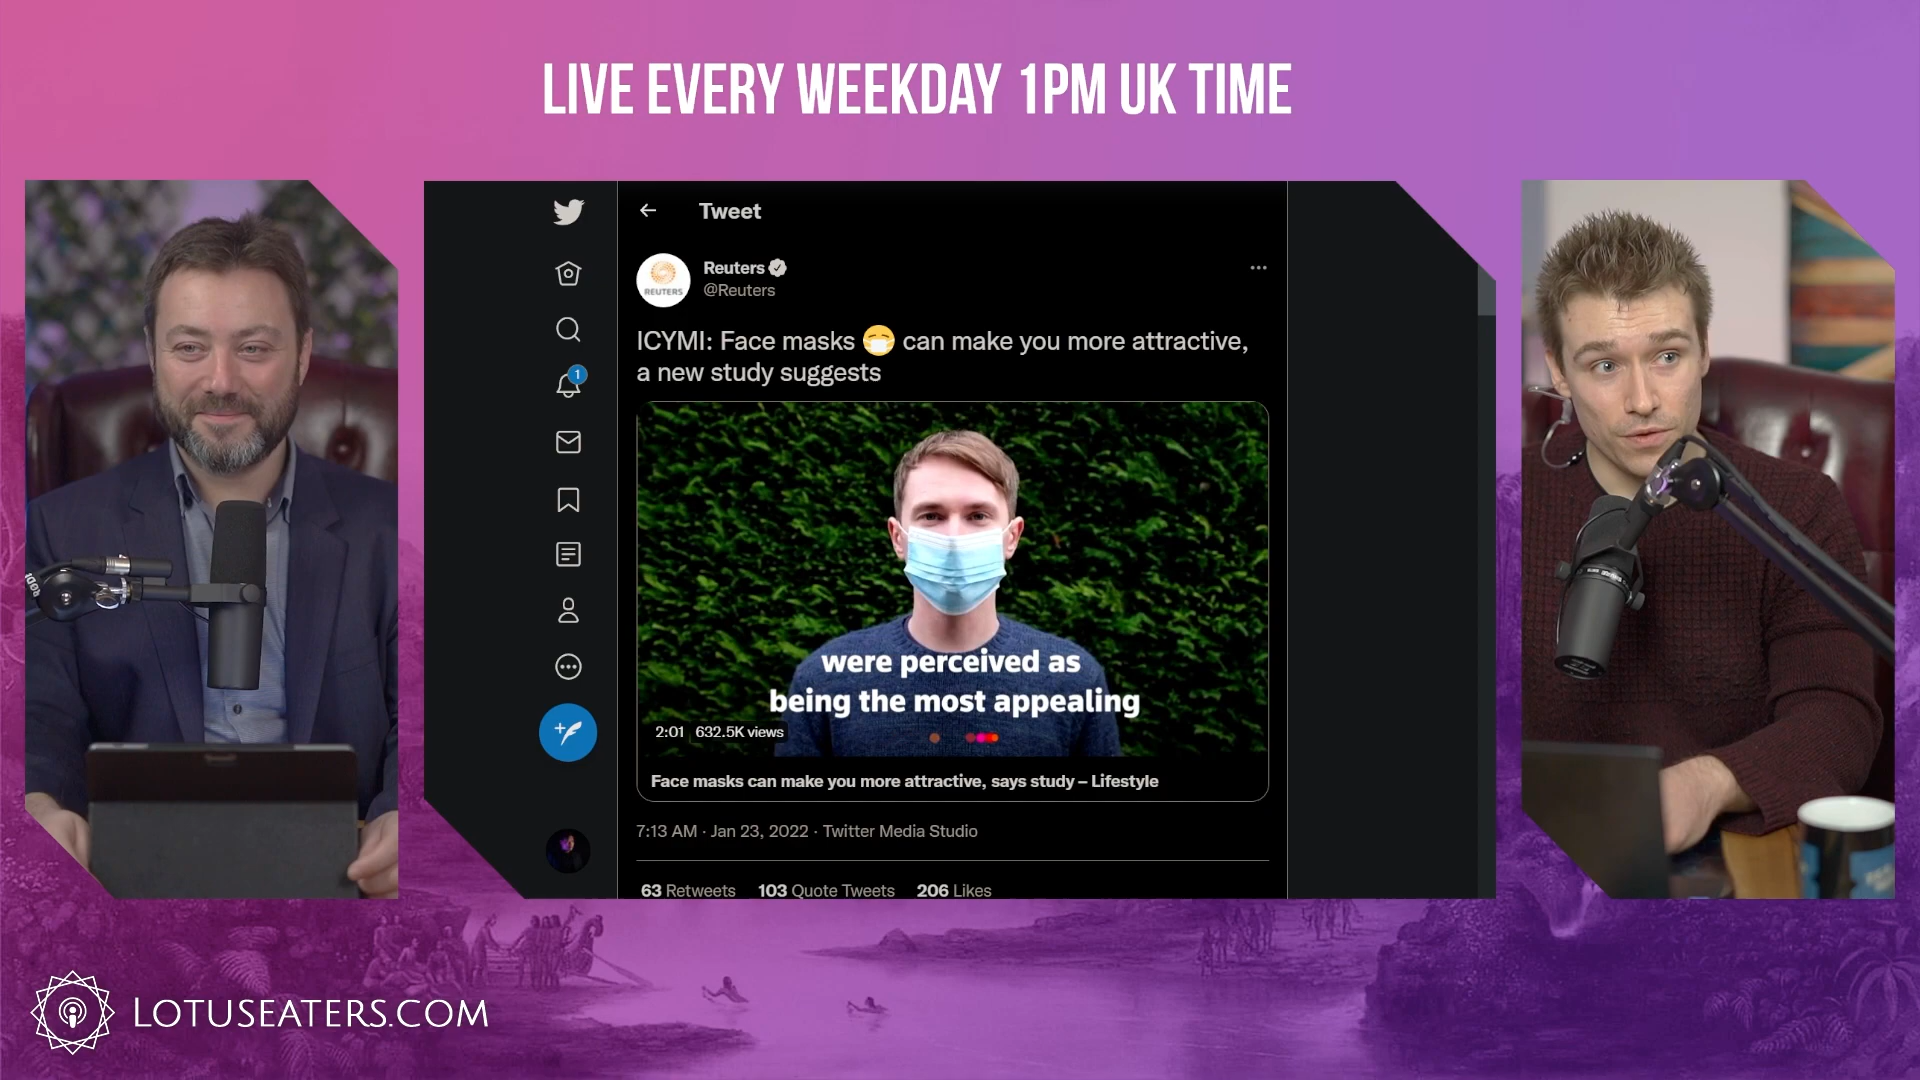 LIVE EVERY WEEKDAY 1PM UK TIME
Tweet
Reuters
@Reuters
REUTERS
ICYMI: Face masks 😷 can make you more attractive,
a new study suggests
1
were perceived as
being the most appealing
2:01 632.5K views
Face masks can make you more attractive, says study – Lifestyle
7:13 AM · Jan 23, 2022 · Twitter Media Studio
63 Retweets 103 Quote Tweets 206 Likes
RØDE
LOTUSEATERS.COM